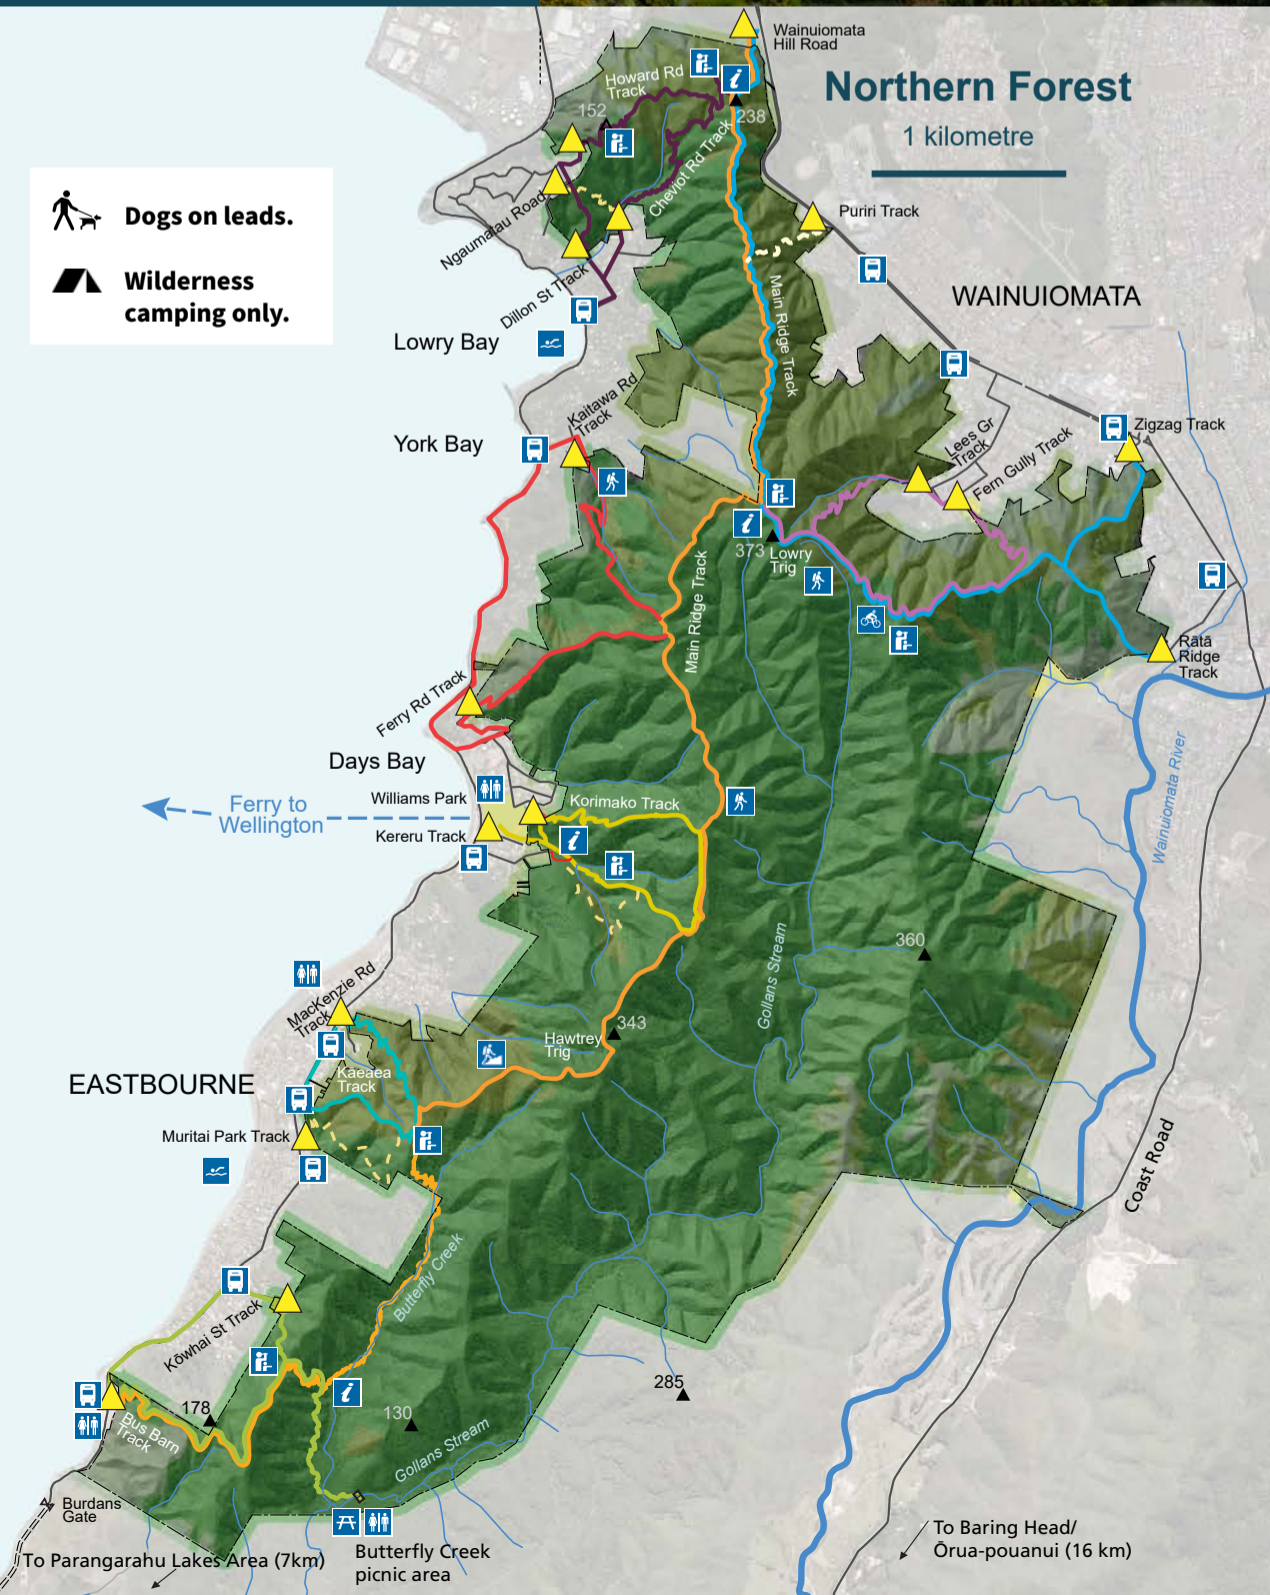 Wainuiomata
Hill Road
Northern Forest
1 kilometre
Howard Rd
Track
152
238
Cheviot Rd Track
Dogs on leads.
Wilderness
camping only.
Ngaumatau Road
Puriri Track
WAINUIOMATA
Dillon St Track
Main Ridge Track
Lowry Bay
Kaitawa Rd
Track
York Bay
Lees Gr
Track
Fern Gully Track
Zigzag Track
373
Lowry
Trig
Main Ridge Track
Rātā
Ridge
Track
Ferry Rd Track
Days Bay
Wainuiomata River
Williams Park
Korimako Track
Ferry to
Wellington
Kereru Track
Gollans Stream
360
MacKenzie Rd
Track
343
Hawtrey
Trig
Kaeaea
Track
EASTBOURNE
Muritai Park Track
Coast Road
Butterfly Creek
Kōwhai St Track
285
178
130
Bus Barn
Track
Gollans Stream
Burdans
Gate
To Parangarahu Lakes Area (7km)
Butterfly Creek
picnic area
To Baring Head/
Ōrua-pouanui (16 km)